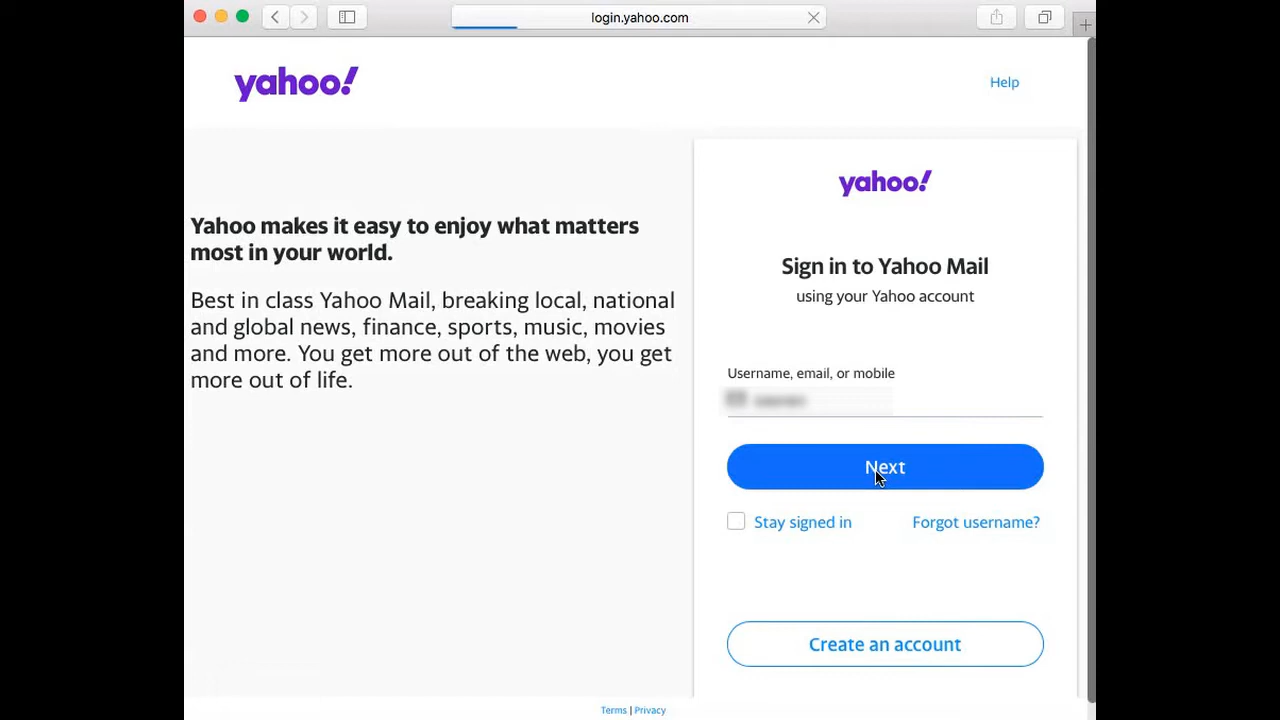 login.yahoo.com
yahoo!
Help
Yahoo makes it easy to enjoy what matters
most in your world.
Best in class Yahoo Mail, breaking local, national
and global news, finance, sports, music, movies
and more. You get more out of the web, you get
more out of life.
yahoo!
Sign in to Yahoo Mail
using your Yahoo account
Username, email, or mobile
Next
Stay signed in
Forgot username?
Create an account
Terms | Privacy